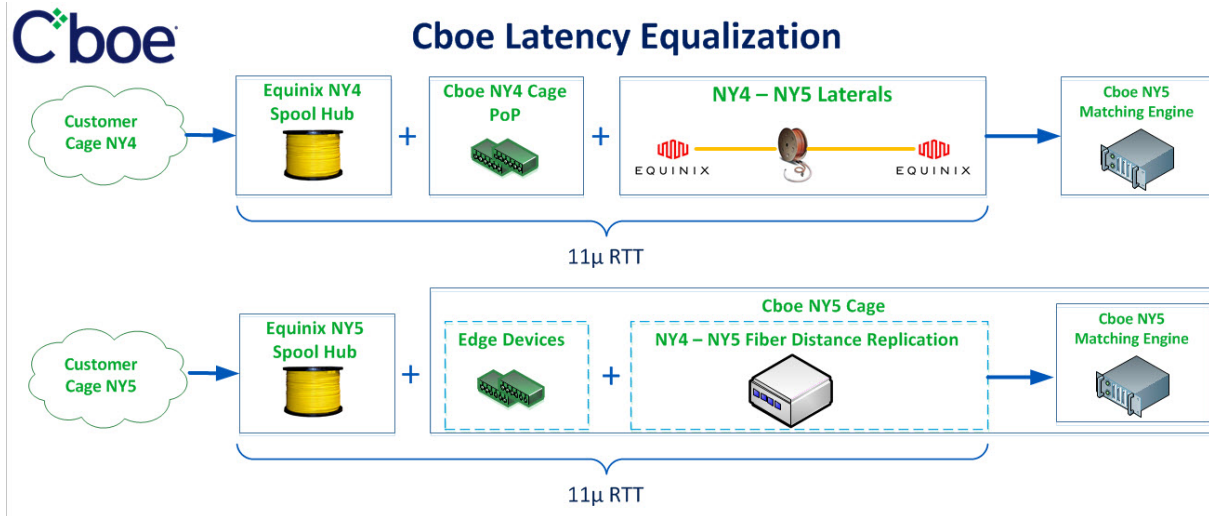 Cboe
Cboe Latency Equalization
Customer
Cage NY4
Equinix NY4
Spool Hub
+
Cboe NY4 Cage
PoP
+
NY4 – NY5 Laterals
EQUINIX
EQUINIX
Cboe NY5
Matching Engine
11μ RTT
Customer
Cage NY5
Equinix NY5
Spool Hub
+
Cboe NY5 Cage
Edge Devices
+
NY4 – NY5 Fiber Distance Replication
Cboe NY5
Matching Engine
11μ RTT